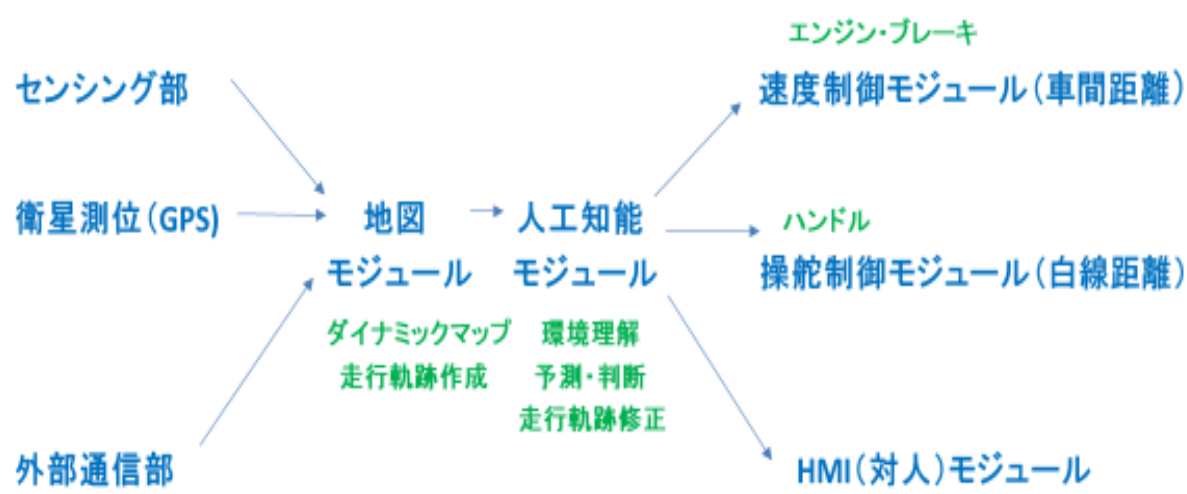 エンジン・ブレーキ
センシング部
速度制御モジュール（車間距離）
衛星測位（GPS)
地図
モジュール
人工知能
モジュール
ハンドル
操舵制御モジュール（白線距離）
ダイナミックマップ
走行軌跡作成
環境理解
予測・判断
走行軌跡修正
外部通信部
HMI（対人）モジュール